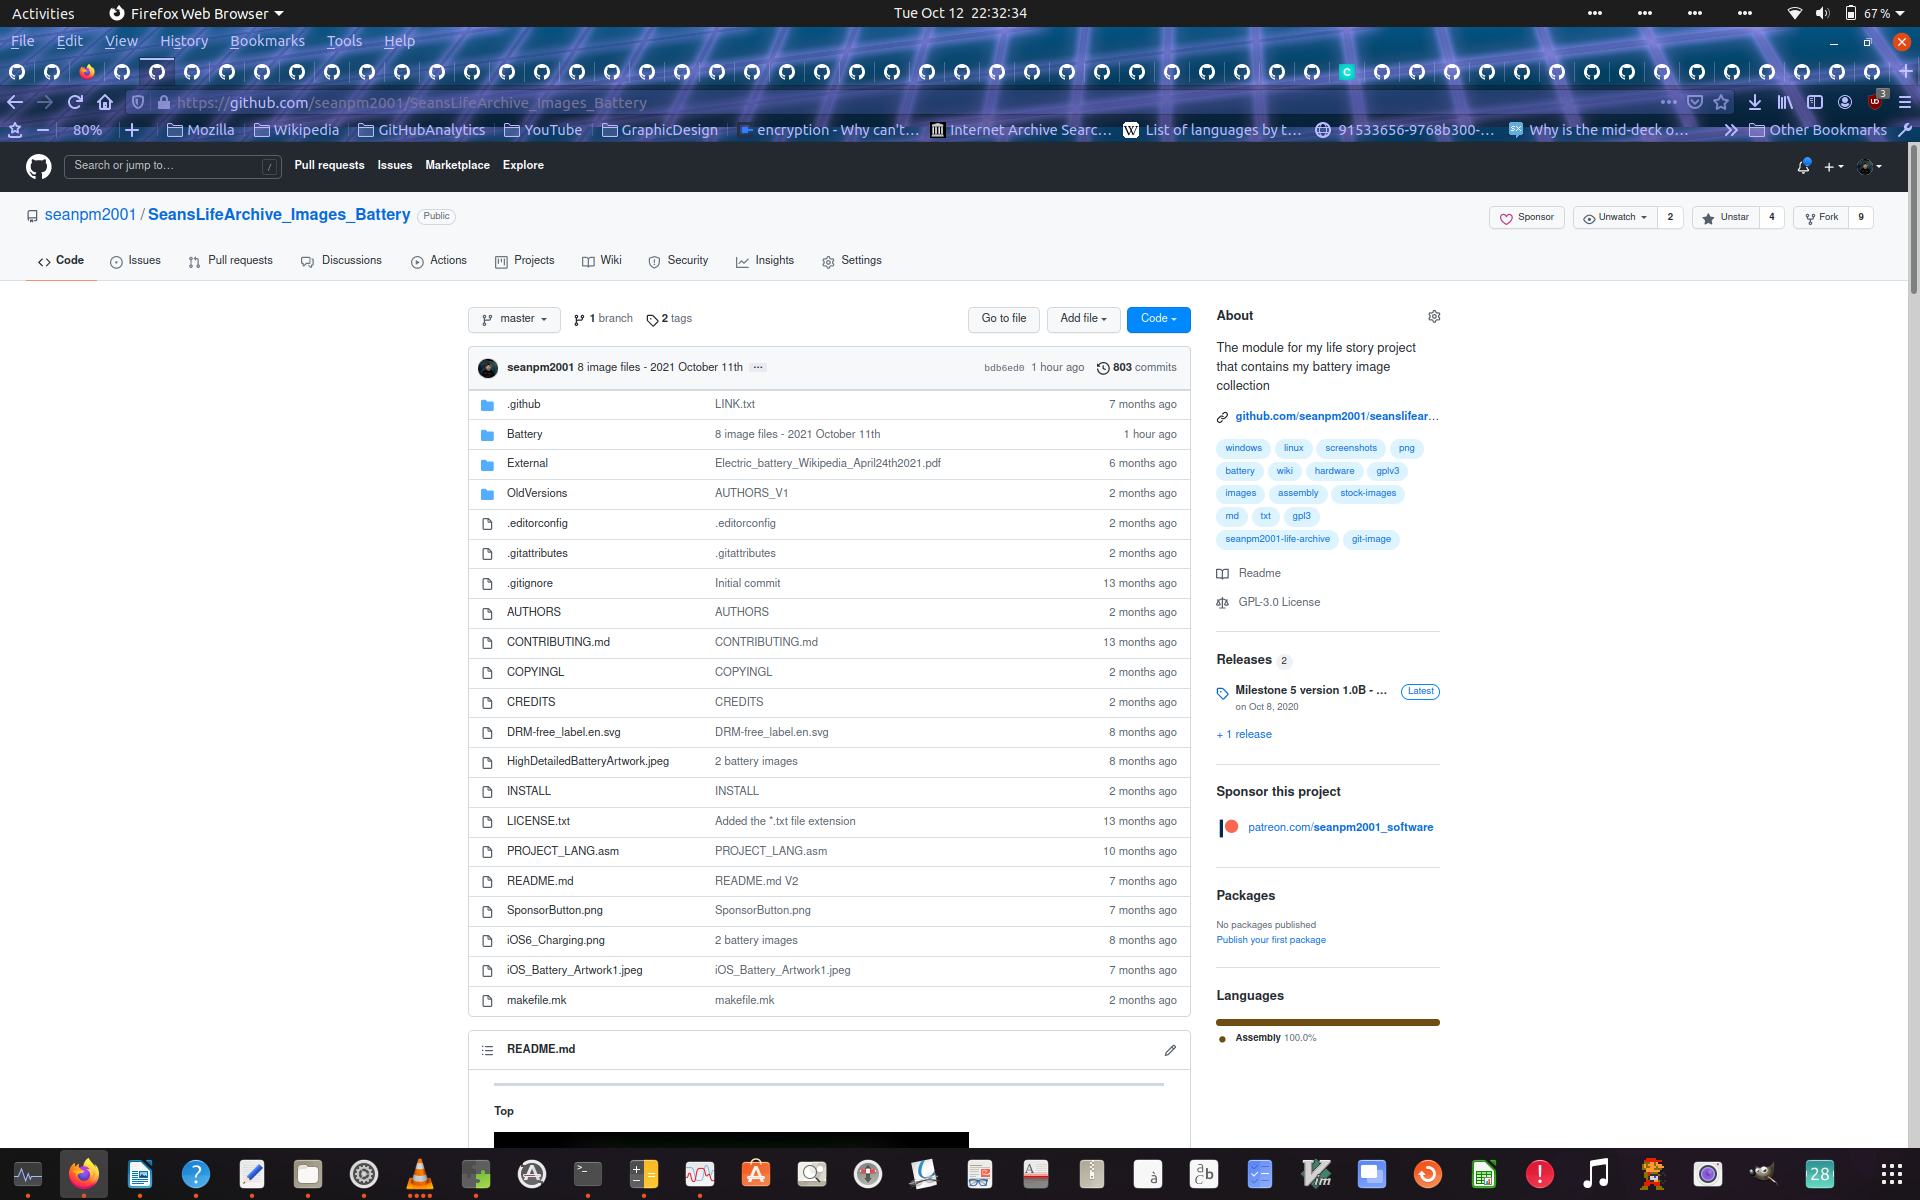 Activities Firefox Web Browser Tue Oct 12 22:32:34 67 %
File Edit View History Bookmarks Tools Help
https://github.com/seanpm2001/SeansLifeArchive_Images_Battery 3
80% Mozilla Wikipedia GitHubAnalytics YouTube GraphicDesign encryption - Why can't… Internet Archive Searc… List of languages by t… 91533656-9768b300-… Why is the mid-deck o… Other Bookmarks
Search or jump to… / Pull requests Issues Marketplace Explore
seanpm2001 / SeansLifeArchive_Images_Battery Public Sponsor Unwatch 2 Unstar 4 Fork 9
Code Issues Pull requests Discussions Actions Projects Wiki Security Insights Settings
master 1 branch 2 tags Go to file Add file Code
seanpm2001 8 image files - 2021 October 11th … bdb6ed0 1 hour ago 803 commits
.github LINK.txt 7 months ago
Battery 8 image files - 2021 October 11th 1 hour ago
External Electric_battery_Wikipedia_April24th2021.pdf 6 months ago
OldVersions AUTHORS_V1 2 months ago
.editorconfig .editorconfig 2 months ago
.gitattributes .gitattributes 2 months ago
.gitignore Initial commit 13 months ago
AUTHORS AUTHORS 2 months ago
CONTRIBUTING.md CONTRIBUTING.md 13 months ago
COPYINGL COPYINGL 2 months ago
CREDITS CREDITS 2 months ago
DRM-free_label.en.svg DRM-free_label.en.svg 8 months ago
HighDetailedBatteryArtwork.jpeg 2 battery images 8 months ago
INSTALL INSTALL 2 months ago
LICENSE.txt Added the *.txt file extension 13 months ago
PROJECT_LANG.asm PROJECT_LANG.asm 10 months ago
README.md README.md V2 7 months ago
SponsorButton.png SponsorButton.png 7 months ago
iOS6_Charging.png 2 battery images 8 months ago
iOS_Battery_Artwork1.jpeg iOS_Battery_Artwork1.jpeg 7 months ago
makefile.mk makefile.mk 2 months ago
README.md
Top
About
The module for my life story project
that contains my battery image
collection
github.com/seanpm2001/seanslifear…
windows linux screenshots png
battery wiki hardware gplv3
images assembly stock-images
md txt gpl3
seanpm2001-life-archive git-image
Readme
GPL-3.0 License
Releases 2
Milestone 5 version 1.0B - … Latest
on Oct 8, 2020
+ 1 release
Sponsor this project
patreon.com/seanpm2001_software
Packages
No packages published
Publish your first package
Languages
Assembly 100.0%
28